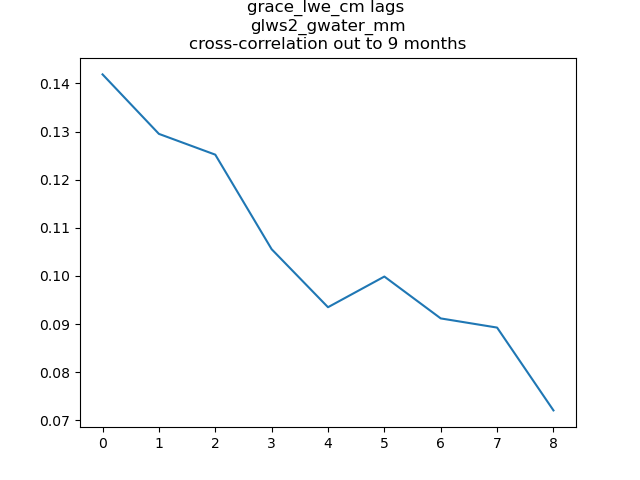 grace_lwe_cm lags
glws2_gwater_mm
cross-correlation out to 9 months
0.14
0.13
0.12
0.11
0.10
0.09
0.08
0.07
0 1 2 3 4 5 6 7 8